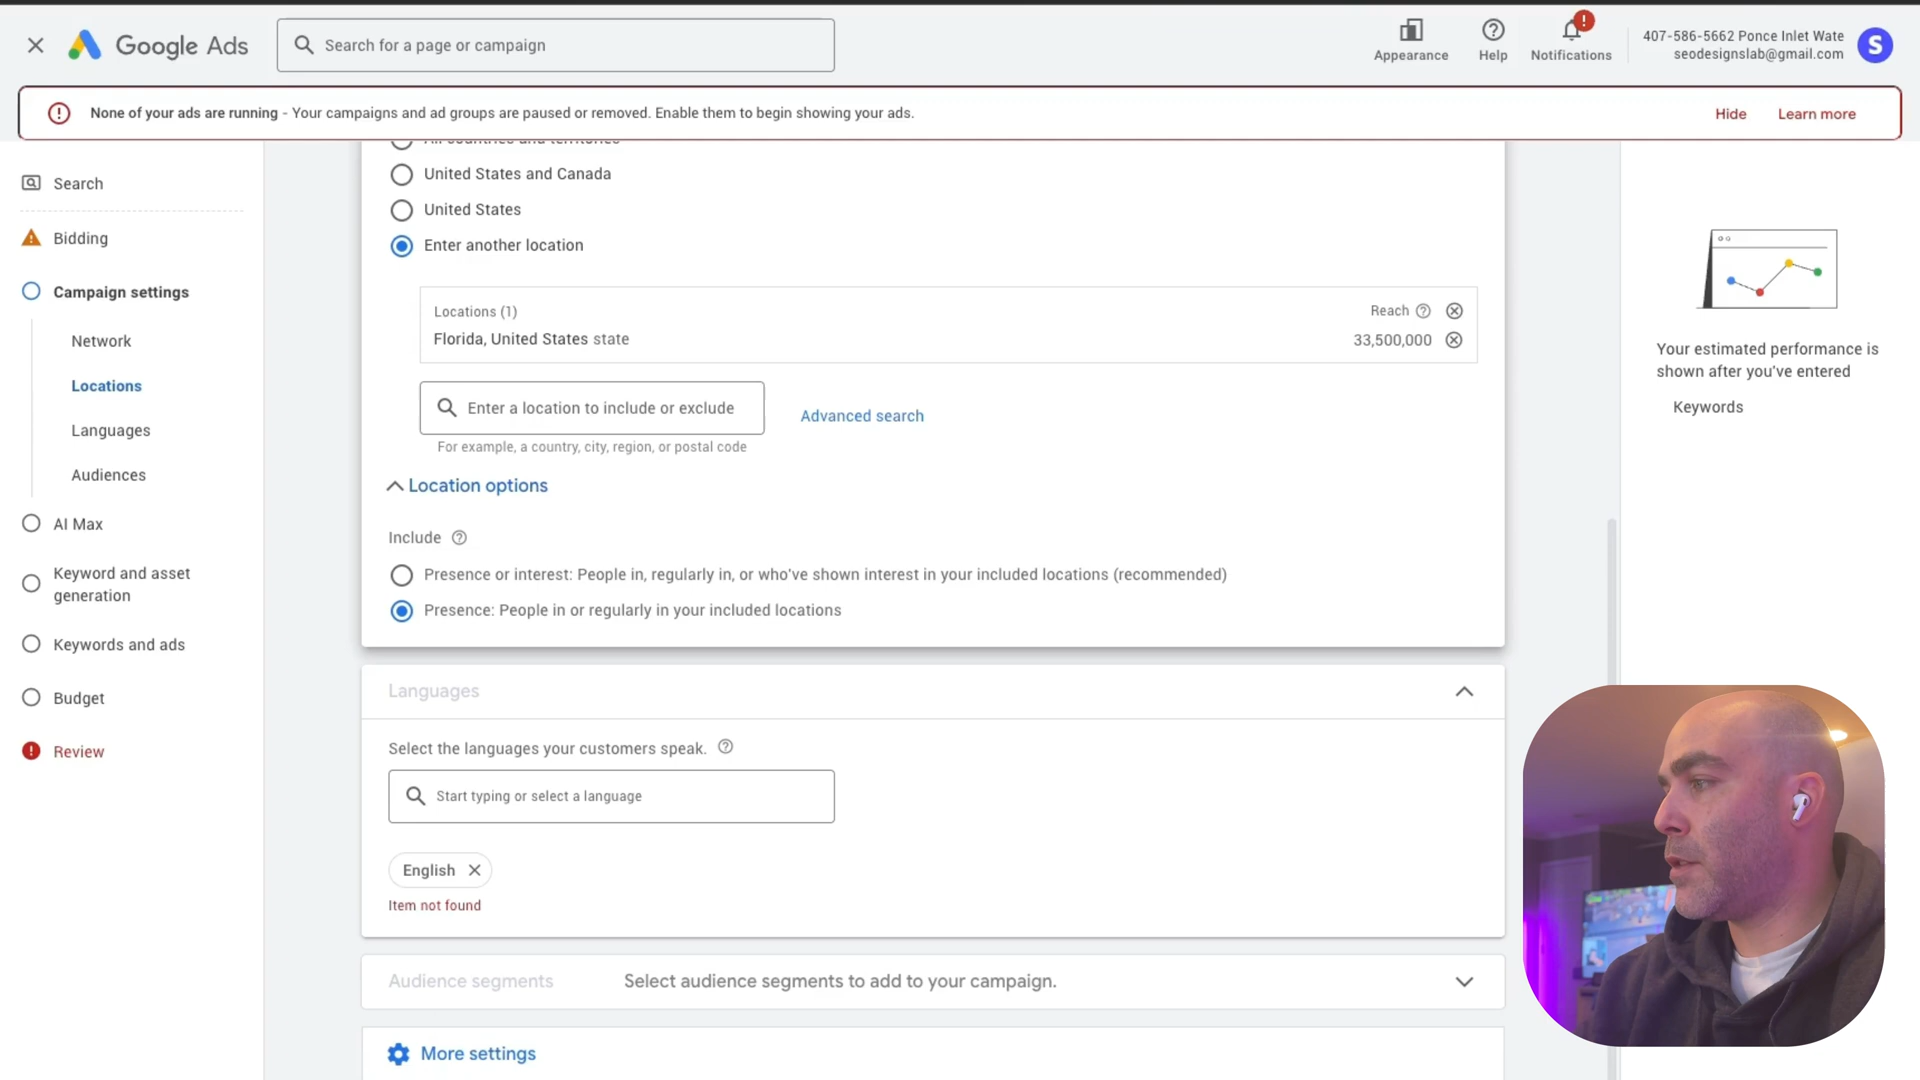 Google Ads
Search for a page or campaign
Appearance
Help
Notifications
407-586-5662 Ponce Inlet Wate
seodesignslab@gmail.com
S
None of your ads are running - Your campaigns and ad groups are paused or removed. Enable them to begin showing your ads.
Hide
Learn more
Search
Bidding
Campaign settings
Network
Locations
Languages
Audiences
AI Max
Keyword and asset
generation
Keywords and ads
Budget
Review
All countries and territories
United States and Canada
United States
Enter another location
Locations (1)
Reach
Florida, United States state
33,500,000
Enter a location to include or exclude
Advanced search
For example, a country, city, region, or postal code
Location options
Include
Presence or interest: People in, regularly in, or who've shown interest in your included locations (recommended)
Presence: People in or regularly in your included locations
Languages
Select the languages your customers speak.
Start typing or select a language
English
Item not found
Audience segments
Select audience segments to add to your campaign.
More settings
Your estimated performance is
shown after you've entered
Keywords